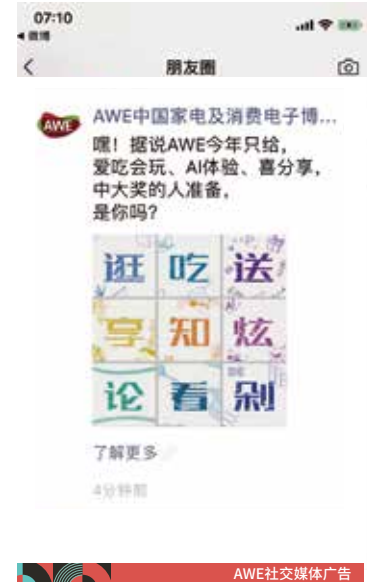 07:10
微博
朋友圈
AWE
AWE中国家电及消费电子博...
嘿！据说AWE今年只给，
爱吃会玩、AI体验、喜分享，
中大奖的人准备，
是你吗？
逛 吃 送
享 知 炫
论 看 剁
了解更多
4分钟前
AWE社交媒体广告